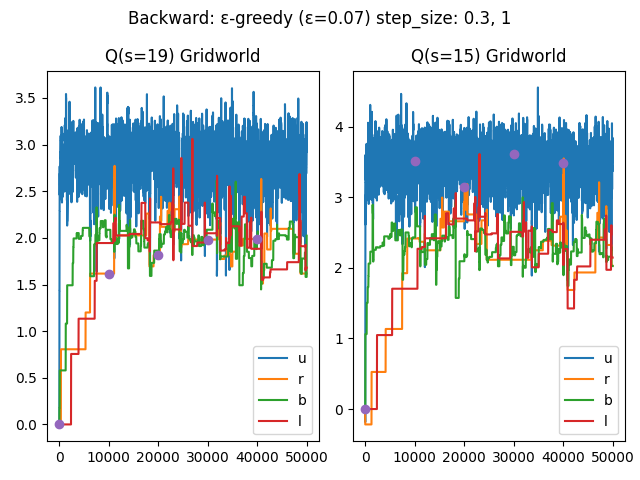 Backward: ε-greedy (ε=0.07) step_size: 0.3, 1
Q(s=19) Gridworld
3.5
3.0
2.5
2.0
1.5
1.0
0.5
0.0
0 10000 20000 30000 40000 50000
u
r
b
l
Q(s=15) Gridworld
4
3
2
1
0
0 10000 20000 30000 40000 50000
u
r
b
l